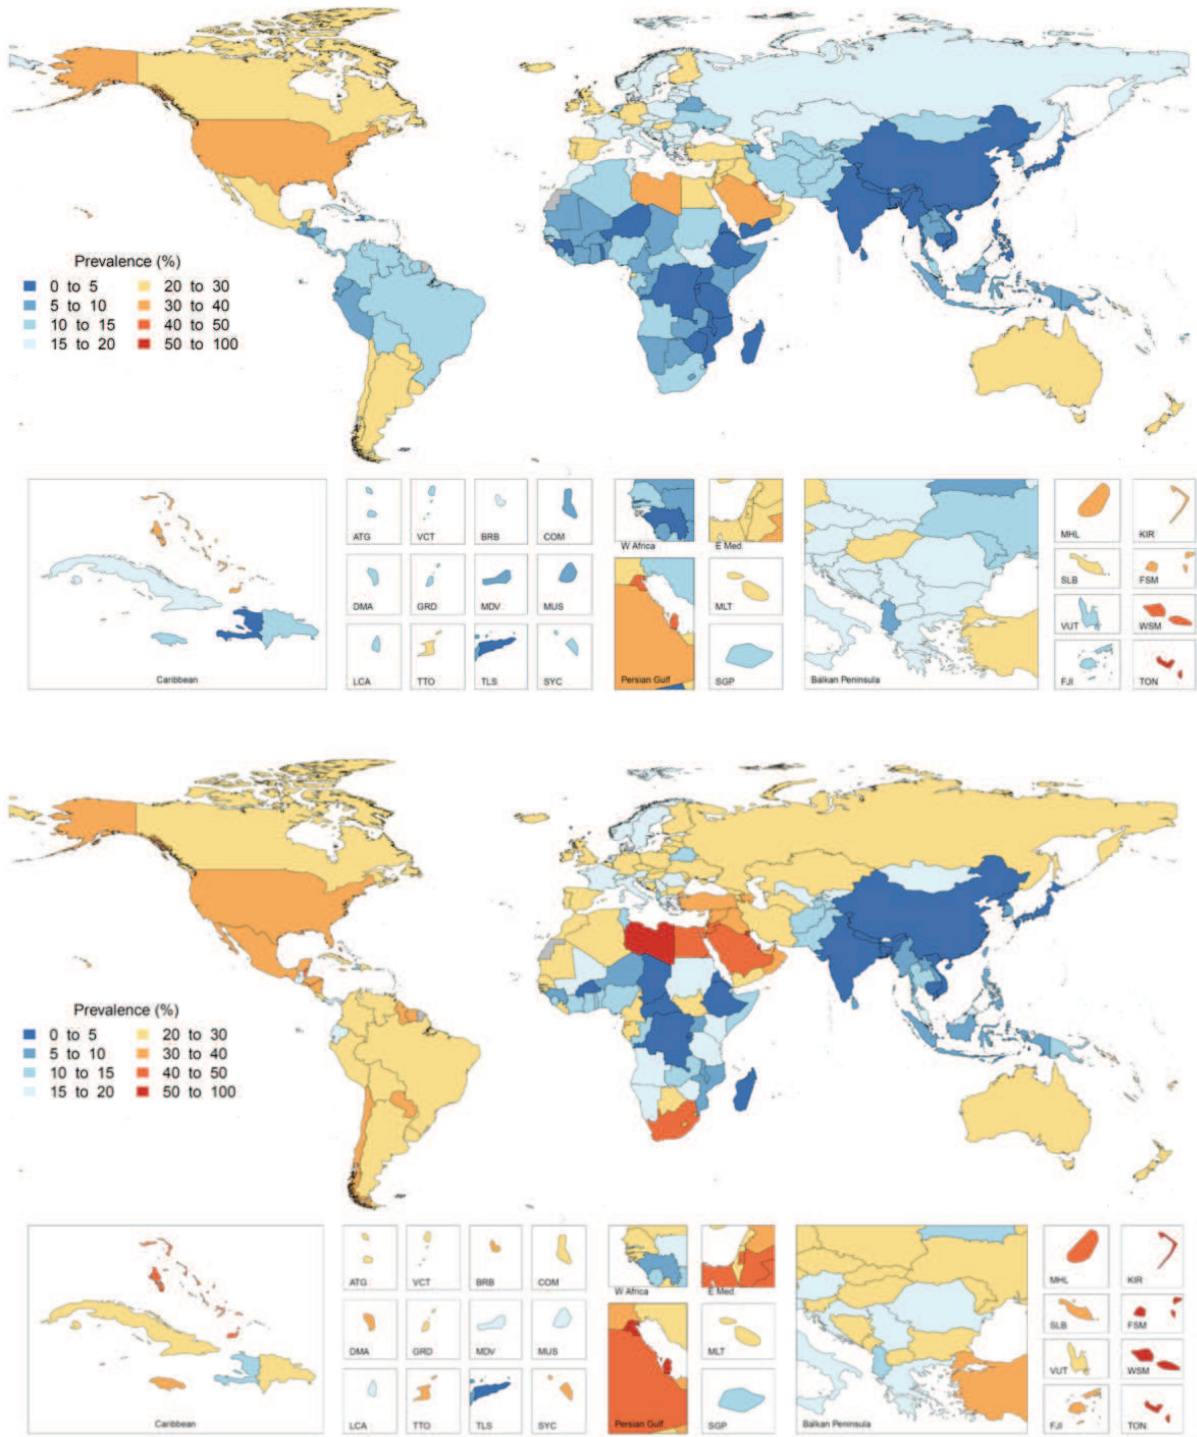 Prevalence (%)
0 to 5 20 to 30
5 to 10 30 to 40
10 to 15 40 to 50
15 to 20 50 to 100
ATG VCT BRB COM
W Africa E Med.
MHL KIR
DMA GRD MDV MUS
MLT
SLB FSM
VUT WSM
LCA TTO TLS SYC
Caribbean
Persian Gulf
SGP
Balkan Peninsula
FJI TON
Prevalence (%)
0 to 5 20 to 30
5 to 10 30 to 40
10 to 15 40 to 50
15 to 20 50 to 100
ATG VCT BRB COM
W Africa E Med.
MHL KIR
DMA GRD MDV MUS
MLT
SLB FSM
VUT WSM
LCA TTO TLS SYC
Caribbean
Persian Gulf
SGP
Balkan Peninsula
FJI TON